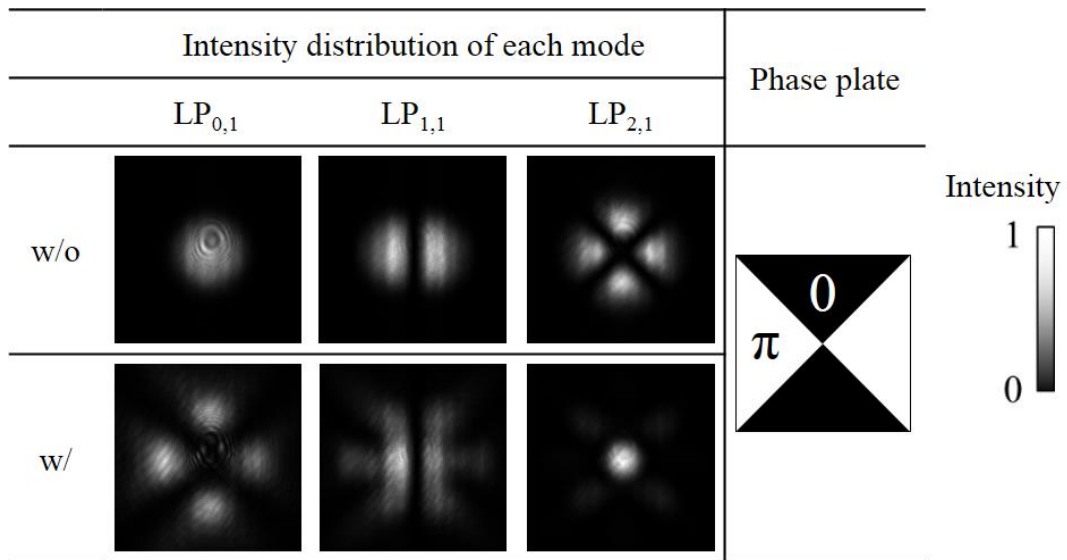 Intensity distribution of each mode
Phase plate
LP0,1 LP1,1 LP2,1
w/o
Intensity
1
0
π
0
w/